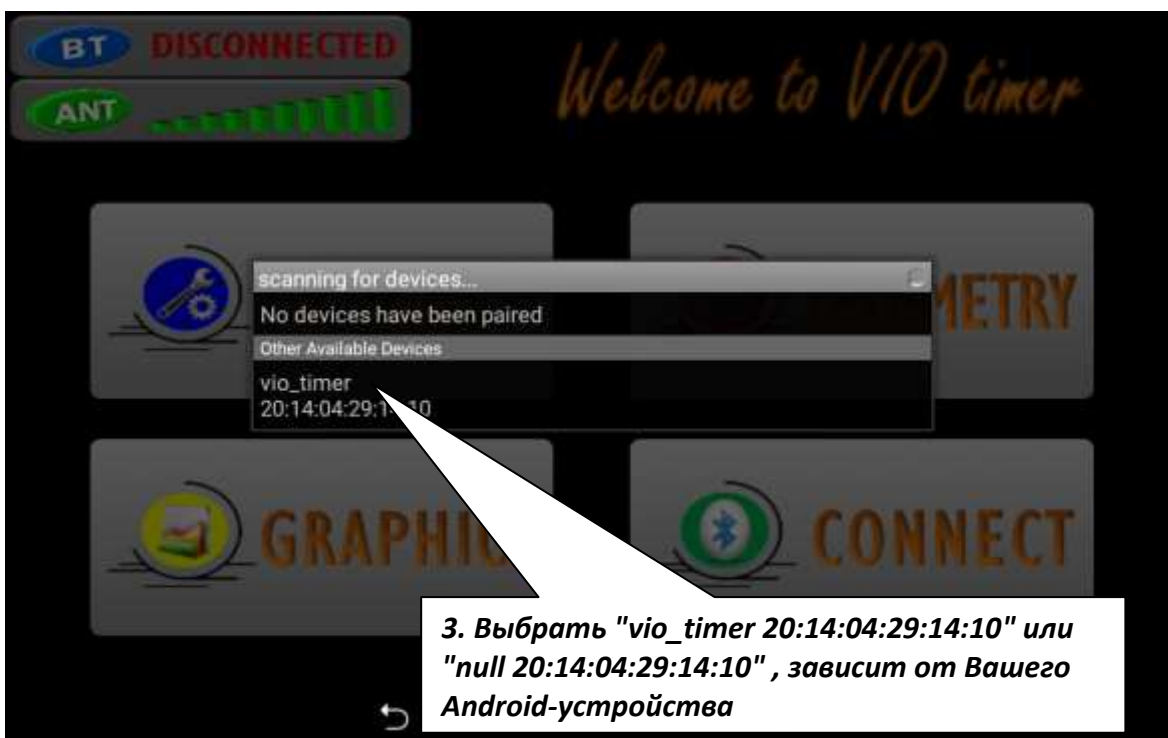 BT DISCONNECTED
ANT
Welcome to VIO timer
scanning for devices...
No devices have been paired
Other Available Devices
vio_timer
20:14:04:29:1 10
METRY
GRAPHIC
CONNECT
3. Выбрать "vio_timer 20:14:04:29:14:10" или
"null 20:14:04:29:14:10" , зависит от Вашего
Android-устройства